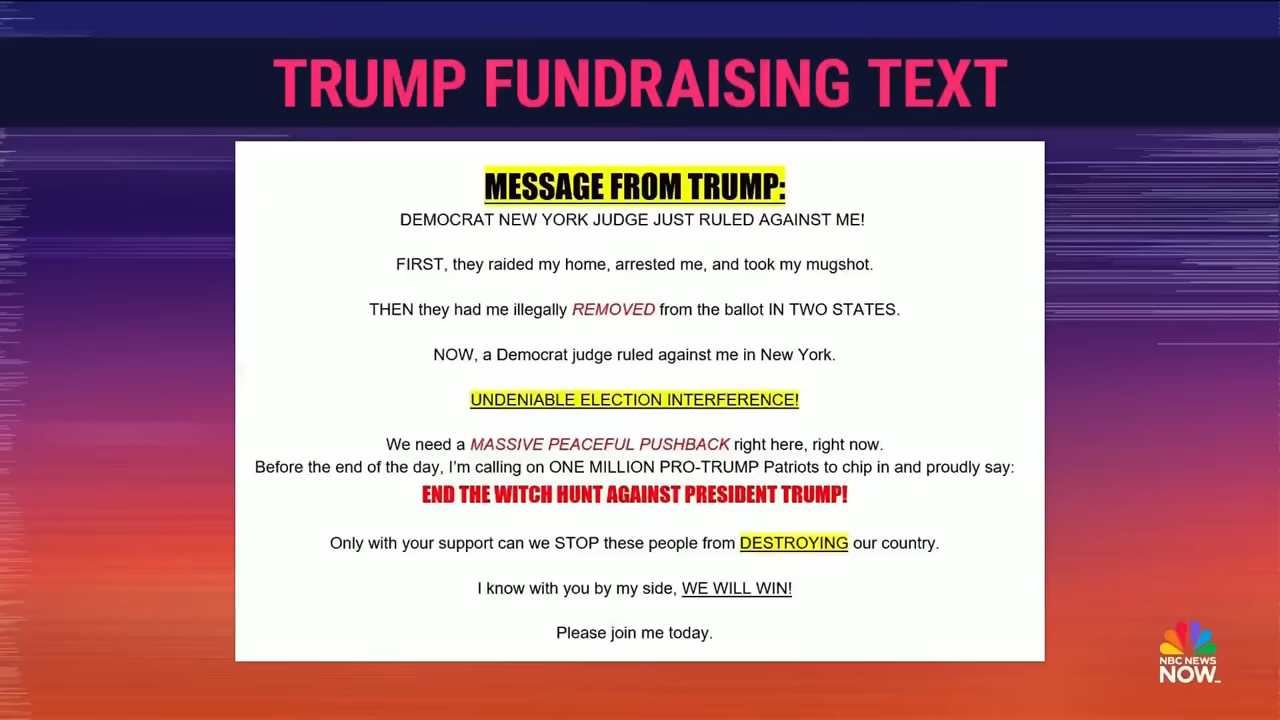 TRUMP FUNDRAISING TEXT
MESSAGE FROM TRUMP:
DEMOCRAT NEW YORK JUDGE JUST RULED AGAINST ME!
FIRST, they raided my home, arrested me, and took my mugshot.
THEN they had me illegally REMOVED from the ballot IN TWO STATES.
NOW, a Democrat judge ruled against me in New York.
UNDENIABLE ELECTION INTERFERENCE!
We need a MASSIVE PEACEFUL PUSHBACK right here, right now.
Before the end of the day, I'm calling on ONE MILLION PRO-TRUMP Patriots to chip in and proudly say:
END THE WITCH HUNT AGAINST PRESIDENT TRUMP!
Only with your support can we STOP these people from DESTROYING our country.
I know with you by my side, WE WILL WIN!
Please join me today.
NBC NEWS
NOW_